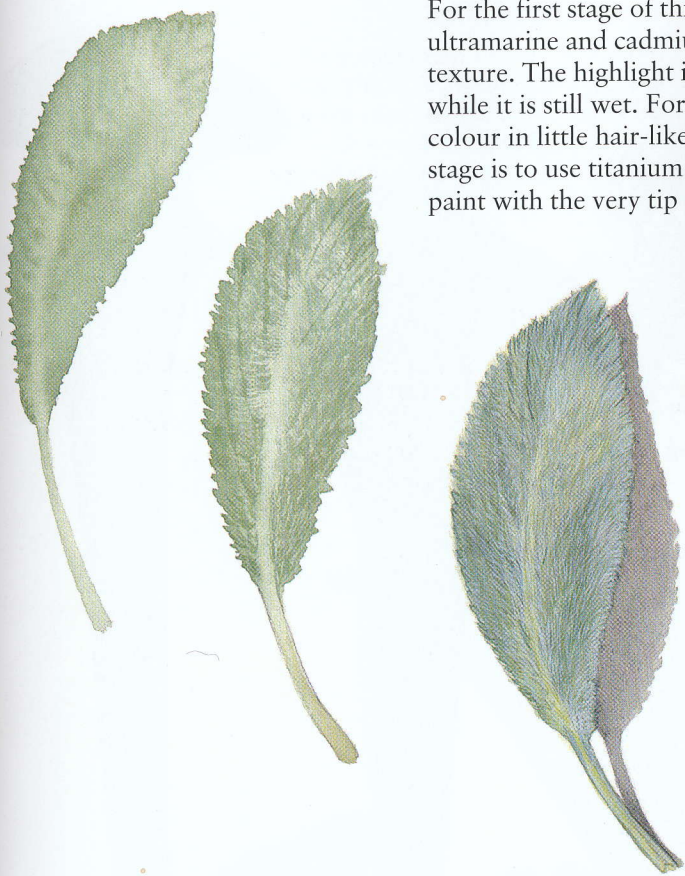 For the first stage of thi
ultramarine and cadmiu
texture. The highlight i
while it is still wet. For
colour in little hair-like
stage is to use titanium
paint with the very tip